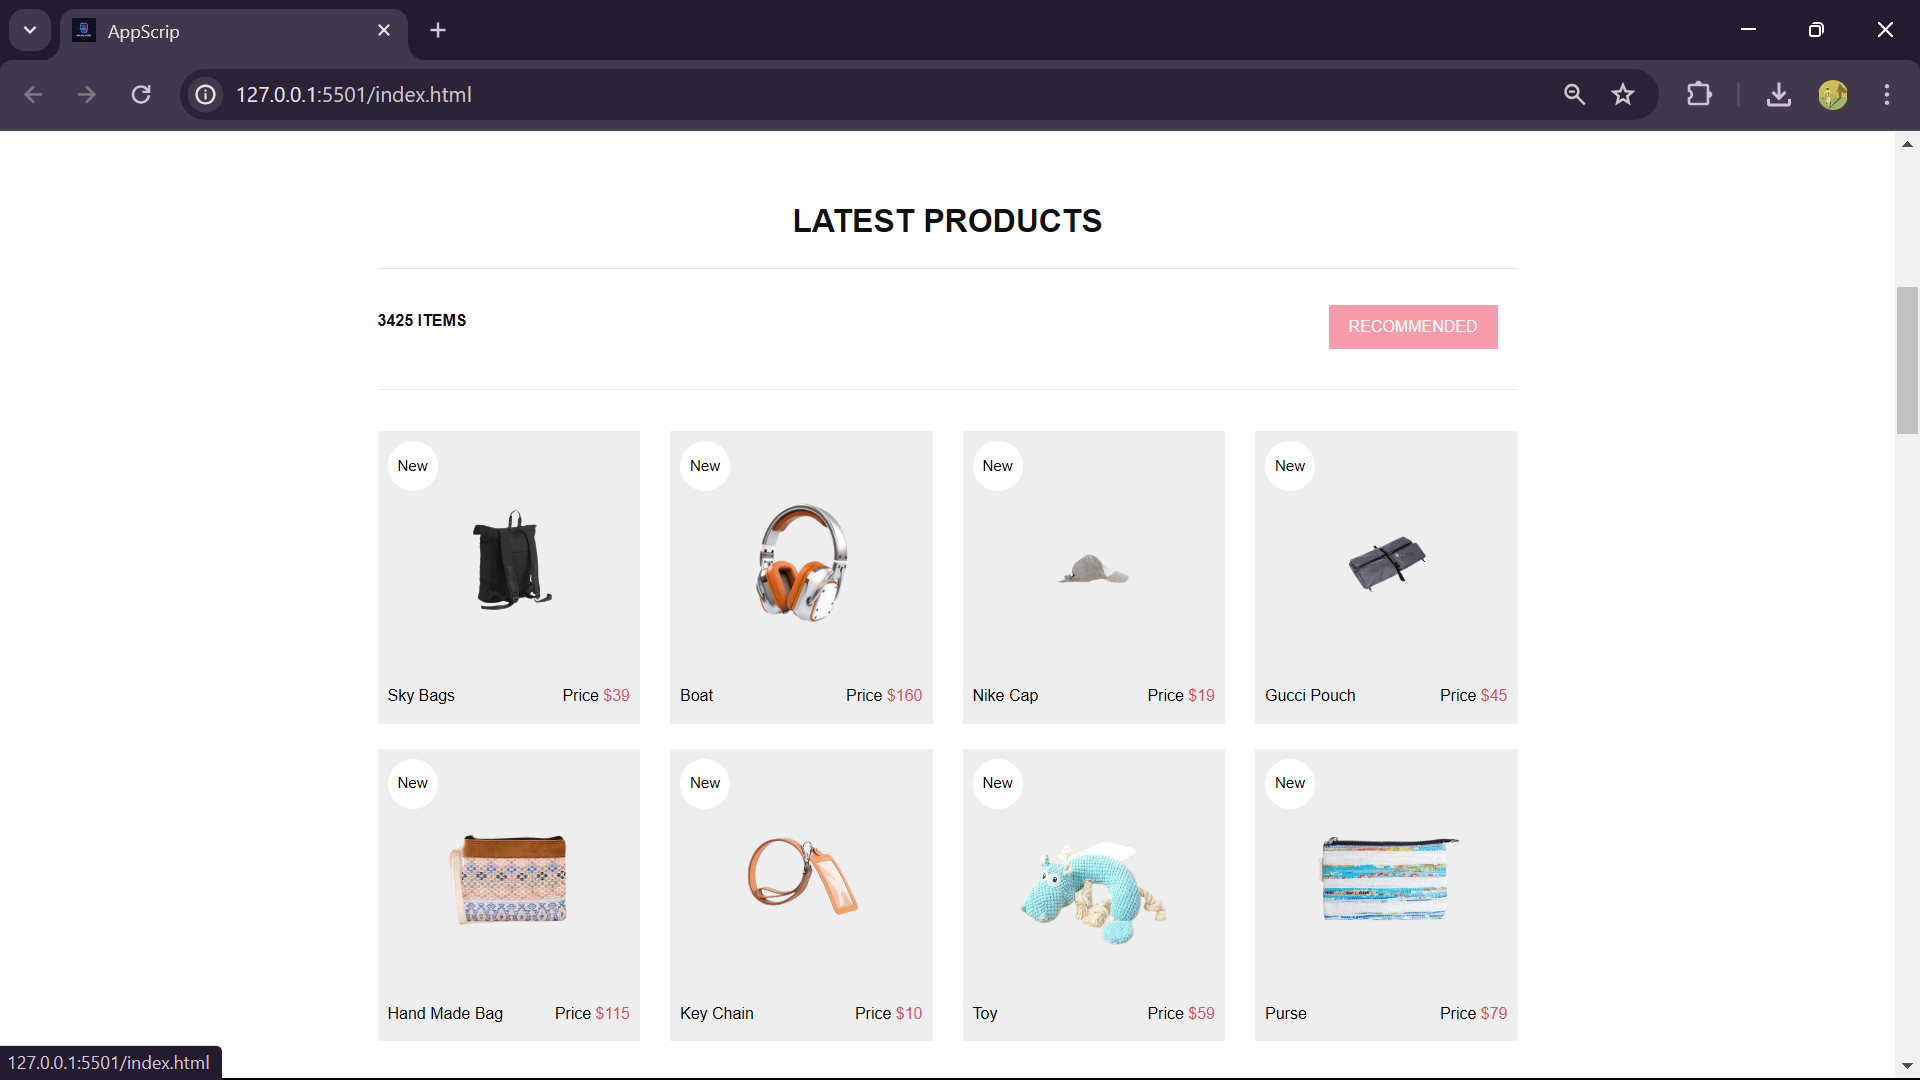 AppScrip
127.0.0.1:5501/index.html
LATEST PRODUCTS
3425 ITEMS
RECOMMENDED
New New New New
Sky Bags Price $39 Boat Price $160 Nike Cap Price $19 Gucci Pouch Price $45
New New New New
Hand Made Bag Price $115 Key Chain Price $10 Toy Price $59 Purse Price $79
127.0.0.1:5501/index.html